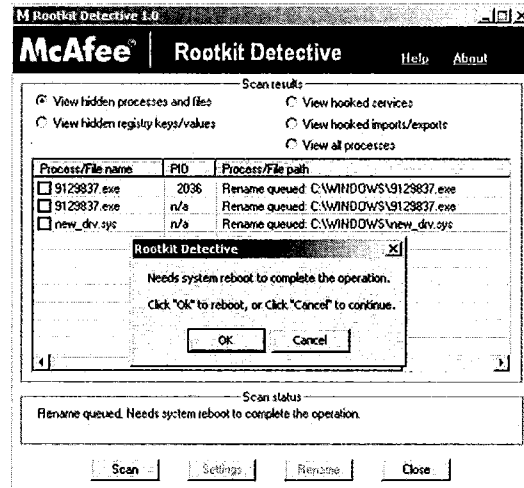 M Rootkit Detective 1.0
McAfee® | Rootkit Detective Help About
Scan results
View hidden processes and files View hooked services
View hidden registry keys/values View hooked imports/exports
View all processes
Process/File name PID Process/File path
9129837.exe 2036 Rename queued: C:\WINDOWS\9129837.exe
9129837.exe n/a Rename queued: C:\WINDOWS\9129837.exe
new_drv.sys n/a Rename queued: C:\WINDOWS\new_drv.sys
Rootkit Detective
Needs system reboot to complete the operation.
Click "Ok" to reboot, or Click "Cancel" to continue.
OK Cancel
Scan status
Rename queued. Needs system reboot to complete the operation.
Scan Settings Rename Close